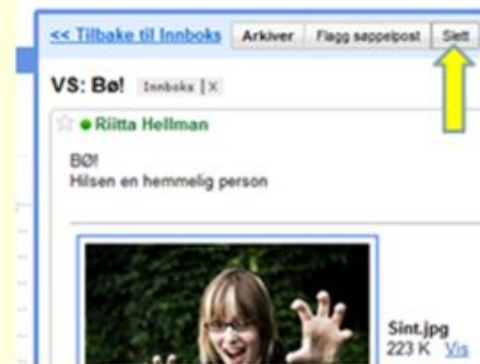 << Tilbake til Innboks Arkiver Flagg søppelpost Slett
VS: Bø! Innboks | X
Riitta Hellman
BØ!
Hilsen en hemmelig person
Sint.jpg
223 K Vis